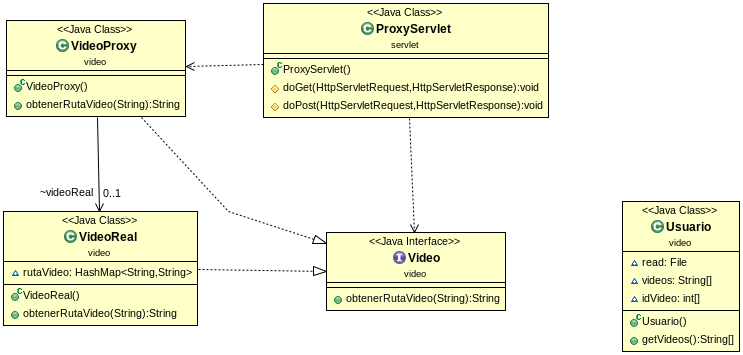 <<Java Class>>
VideoProxy
video
VideoProxy()
obtenerRutaVideo(String):String
<<Java Class>>
ProxyServlet
servlet
ProxyServlet()
doGet(HttpServletRequest,HttpServletResponse):void
doPost(HttpServletRequest,HttpServletResponse):void
~videoReal
0..1
<<Java Class>>
VideoReal
video
rutaVideo: HashMap<String,String>
VideoReal()
obtenerRutaVideo(String):String
<<Java Interface>>
Video
video
obtenerRutaVideo(String):String
<<Java Class>>
Usuario
video
read: File
videos: String[]
idVideo: int[]
Usuario()
getVideos():String[]